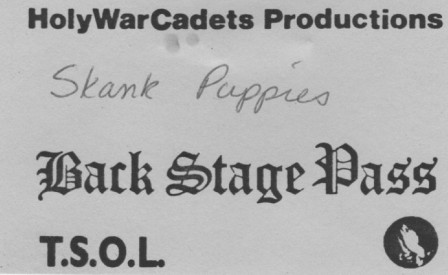 HolyWarCadets Productions
Skank Puppies
Back Stage Pass
T.S.O.L.